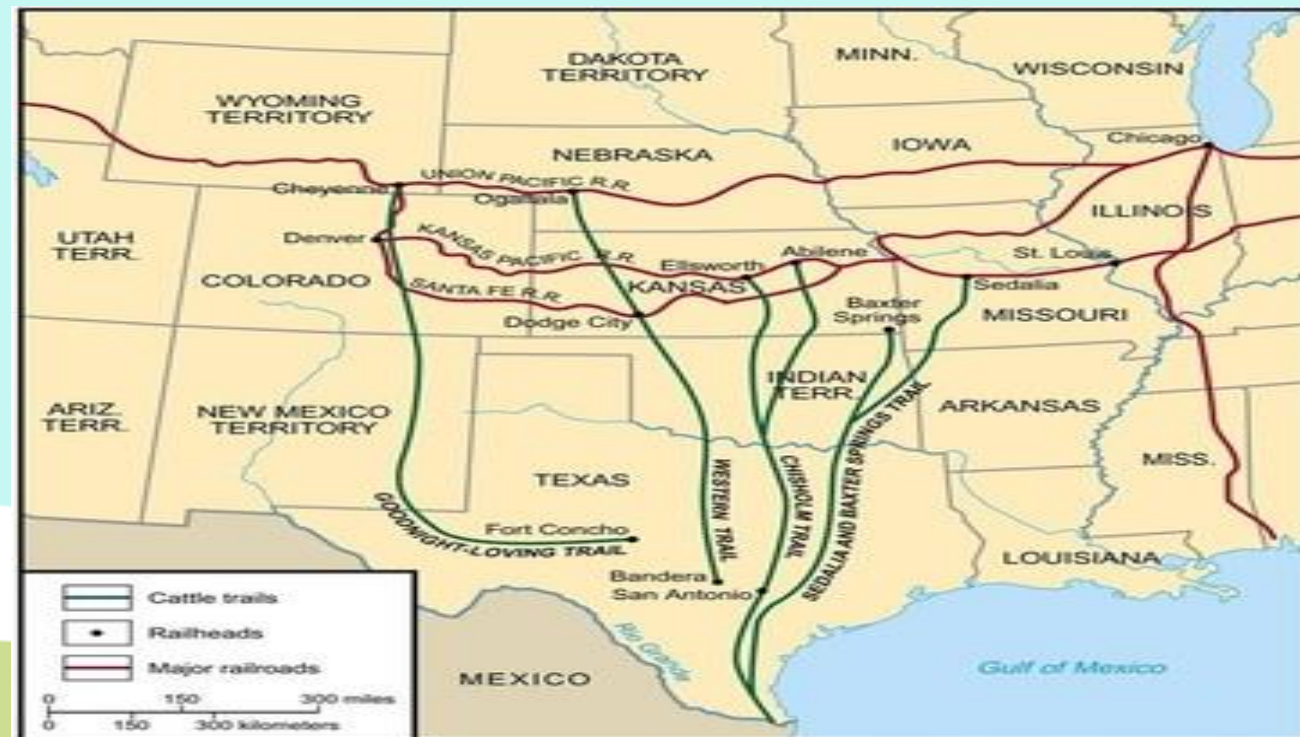 MINN.
DAKOTA
TERRITORY
WISCONSIN
WYOMING
TERRITORY
Chicago
IOWA
NEBRASKA
UNION PACIFIC R.R.
Cheyenne
Ogallala
ILLINOIS
UTAH
TERR.
Denver
KANSAS PACIFIC R.R.
Abilene
St. Louis
COLORADO
Ellsworth
SANTA FE R.R.
KANSAS
Sedalia
Baxter
Springs
MISSOURI
Dodge City
INDIAN
TERR.
ARIZ.
TERR.
NEW MEXICO
TERRITORY
ARKANSAS
MISS.
TEXAS
WESTERN TRAIL
CHISHOLM TRAIL
SEDALIA AND BAXTER SPRINGS TRAIL
Fort Concho
GOODNIGHT-LOVING TRAIL
LOUISIANA
Bandera
San Antonio
Cattle trails
Railheads
Major railroads
Rio Grande
MEXICO
Gulf of Mexico
0 150 300 miles
0 150 300 kilometers